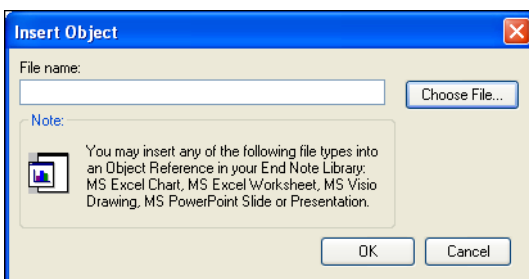 Insert Object
File name:
Choose File...
Note:
You may insert any of the following file types into
an Object Reference in your End Note Library:
MS Excel Chart, MS Excel Worksheet, MS Visio
Drawing, MS PowerPoint Slide or Presentation.
OK
Cancel